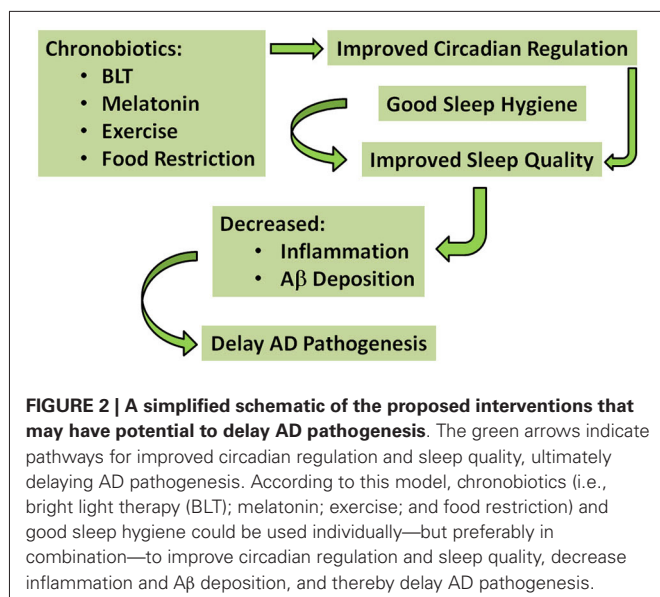 Chronobiotics:
• BLT
• Melatonin
• Exercise
• Food Restriction
Improved Circadian Regulation
Good Sleep Hygiene
Improved Sleep Quality
Decreased:
• Inflammation
• Aβ Deposition
Delay AD Pathogenesis
FIGURE 2 | A simplified schematic of the proposed interventions that
may have potential to delay AD pathogenesis. The green arrows indicate
pathways for improved circadian regulation and sleep quality, ultimately
delaying AD pathogenesis. According to this model, chronobiotics (i.e.,
bright light therapy (BLT); melatonin; exercise; and food restriction) and
good sleep hygiene could be used individually—but preferably in
combination—to improve circadian regulation and sleep quality, decrease
inflammation and Aβ deposition, and thereby delay AD pathogenesis.